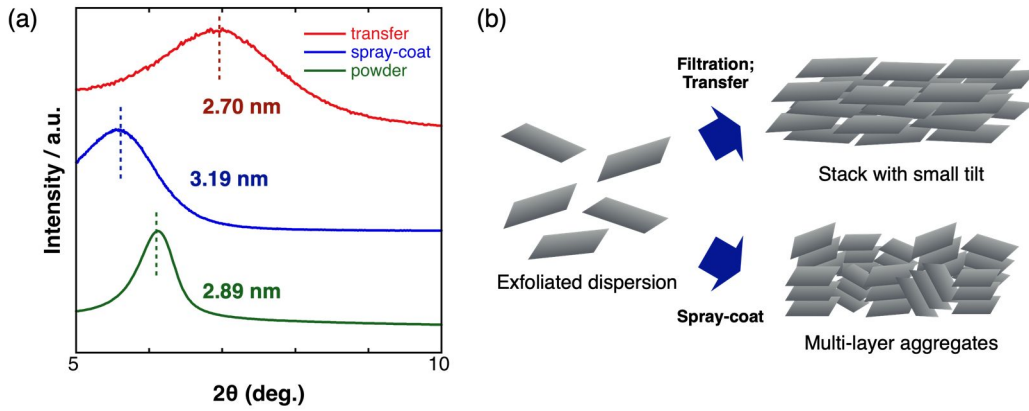 (a)
Intensity / a.u.
transfer
spray-coat
powder
2.70 nm
3.19 nm
2.89 nm
5
10
2θ (deg.)
(b)
Exfoliated dispersion
Filtration;
Transfer
Spray-coat
Stack with small tilt
Multi-layer aggregates